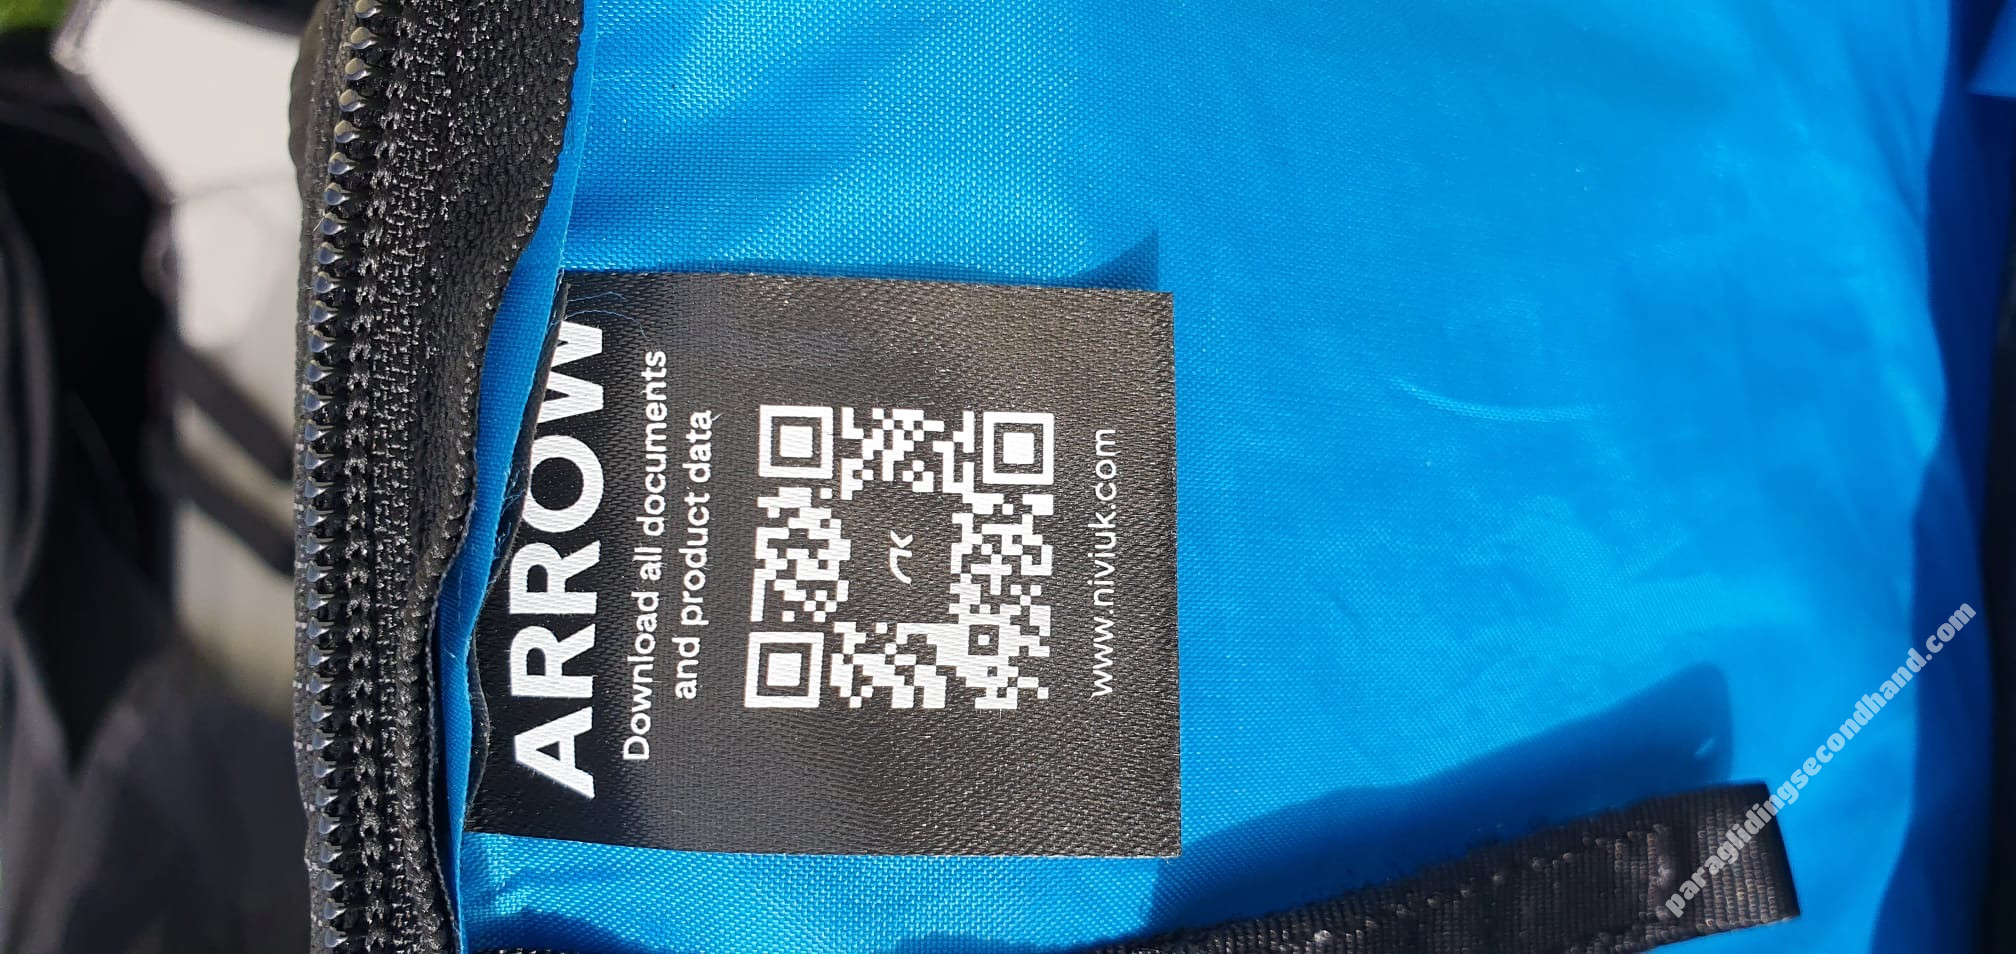 ARROW
Download all documents
and product data
www.niviuk.com
paraglidingsecondhand.com